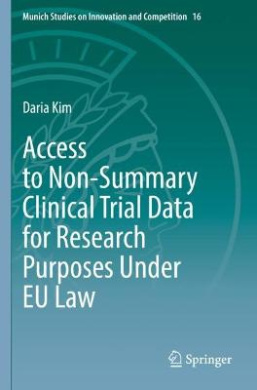 Munich Studies on Innovation and Competition 16
Daria Kim
Access
to Non-Summary
Clinical Trial Data
for Research
Purposes Under
EU Law
Springer